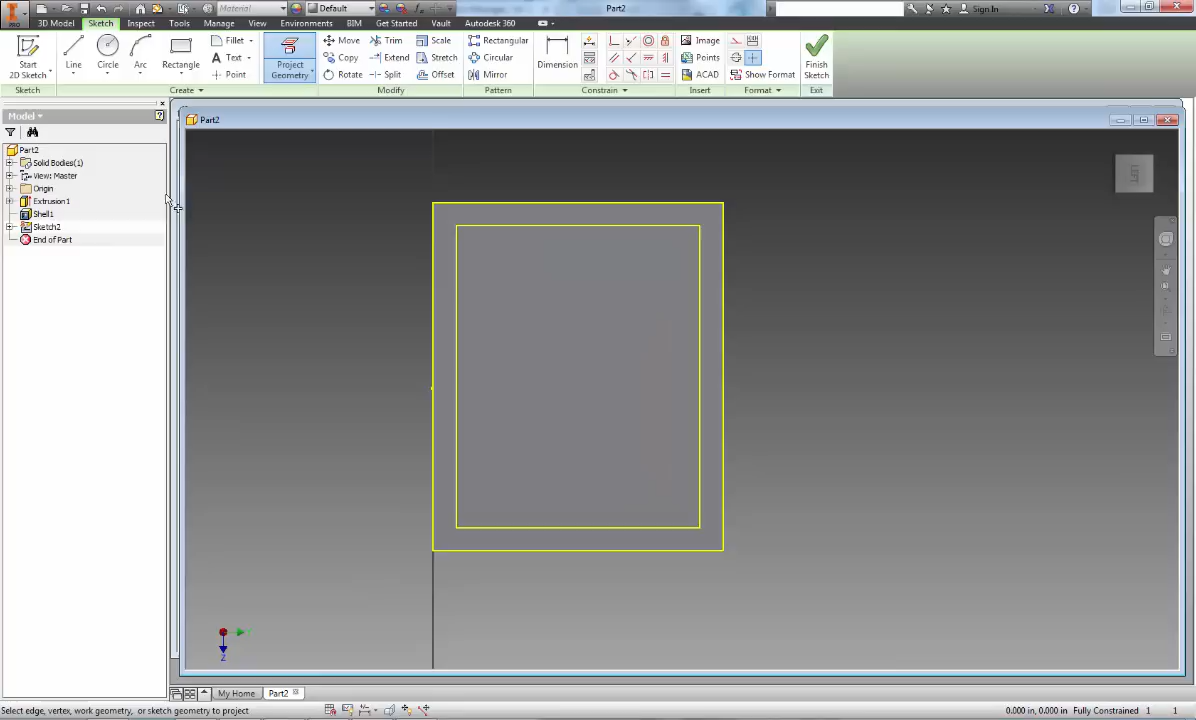 PRO
Material
Default
Part2
Sign In
3D Model Sketch Inspect Tools Manage View Environments BIM Get Started Vault Autodesk 360
Start
2D Sketch
Line
Circle
Arc
Rectangle
Fillet
Text
Point
Project
Geometry
Move
Copy
Rotate
Trim
Extend
Split
Scale
Stretch
Offset
Rectangular
Circular
Mirror
Dimension
Image
Points
ACAD
Show Format
Finish
Sketch
Sketch
Create
Modify
Pattern
Constrain
Insert
Format
Exit
Model
Part2
Solid Bodies(1)
View: Master
Origin
Extrusion1
Shell1
Sketch2
End of Part
Part2
LEFT
Z
My Home
Part2
Select edge, vertex, work geometry, or sketch geometry to project
0.000 in, 0.000 in Fully Constrained 1 1